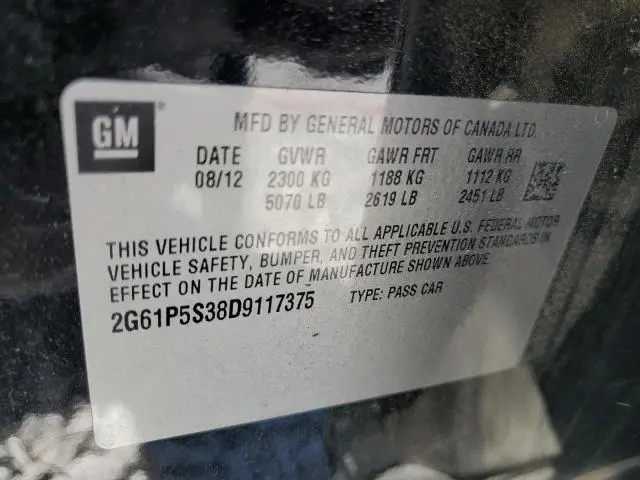 GM
MFD BY GENERAL MOTORS OF CANADA LTD.
DATE GVWR GAWR FRT GAWR RR
08/12 2300 KG 1188 KG 1112 KG
5070 LB 2619 LB 2451 LB
THIS VEHICLE CONFORMS TO ALL APPLICABLE U.S. FEDERAL MOTOR
VEHICLE SAFETY, BUMPER, AND THEFT PREVENTION STANDARDS IN
EFFECT ON THE DATE OF MANUFACTURE SHOWN ABOVE.
2G61P5S38D9117375 TYPE: PASS CAR